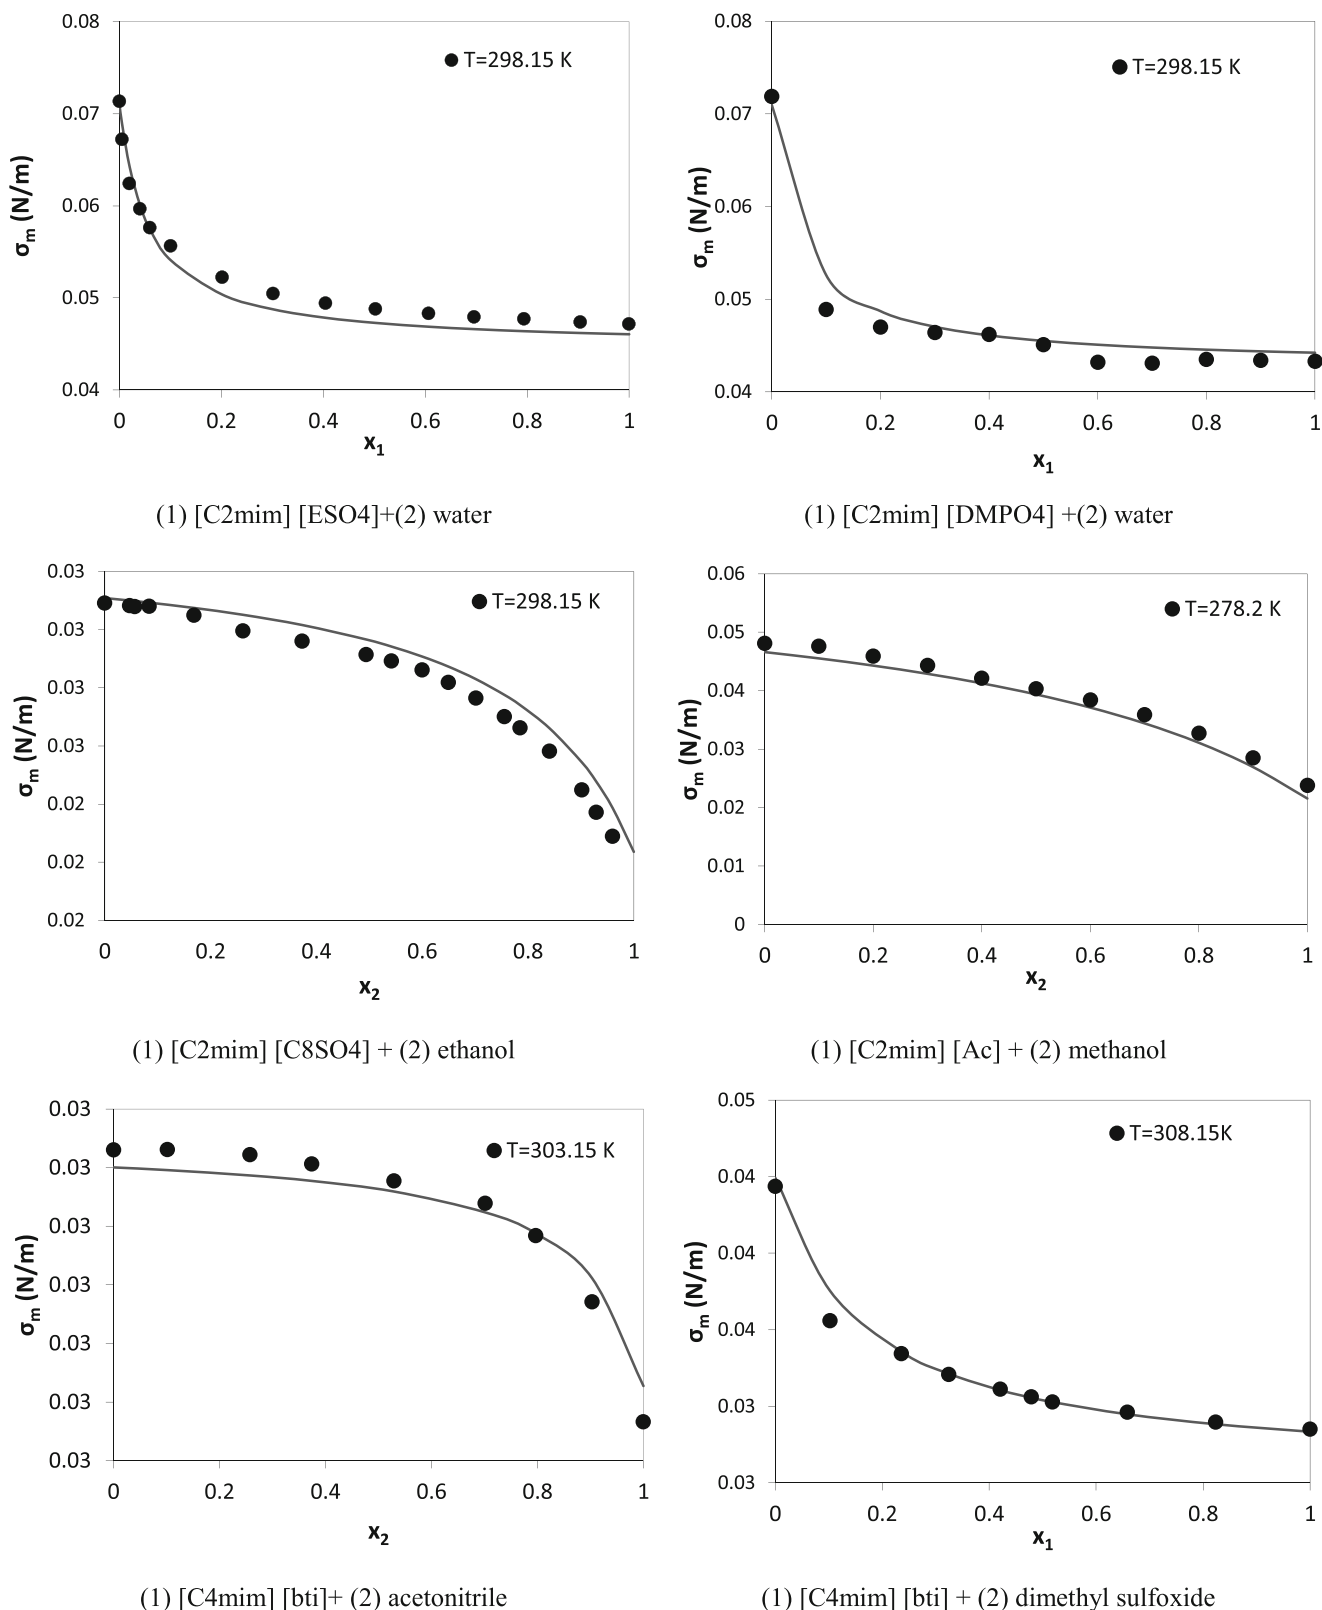 0.08
0.07
0.06
0.05
0.04
σm (N/m)
T=298.15 K
0 0.2 0.4 0.6 0.8 1
x1
(1) [C2mim] [ESO4]+(2) water
0.08
0.07
0.06
0.05
0.04
σm (N/m)
T=298.15 K
0 0.2 0.4 0.6 0.8 1
x1
(1) [C2mim] [DMPO4] +(2) water
0.03
0.03
0.03
0.03
0.02
0.02
0.02
σm (N/m)
T=298.15 K
0 0.2 0.4 0.6 0.8 1
x2
(1) [C2mim] [C8SO4] + (2) ethanol
0.06
0.05
0.04
0.03
0.02
0.01
0
σm (N/m)
T=278.2 K
0 0.2 0.4 0.6 0.8 1
x2
(1) [C2mim] [Ac] + (2) methanol
0.03
0.03
0.03
0.03
0.03
0.03
0.03
σm (N/m)
T=303.15 K
0 0.2 0.4 0.6 0.8 1
x2
(1) [C4mim] [bti]+ (2) acetonitrile
0.05
0.04
0.04
0.04
0.03
0.03
σm (N/m)
T=308.15K
0 0.2 0.4 0.6 0.8 1
x1
(1) [C4mim] [bti] + (2) dimethyl sulfoxide